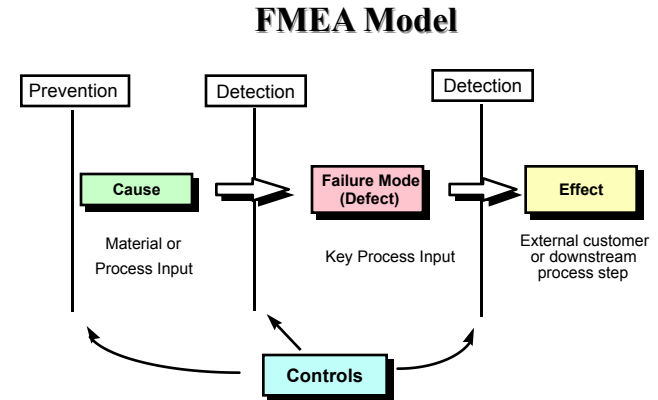 FMEA Model
Prevention
Detection
Detection
Cause
Failure Mode
(Defect)
Effect
Material or
Process Input
Key Process Input
External customer
or downstream
process step
Controls